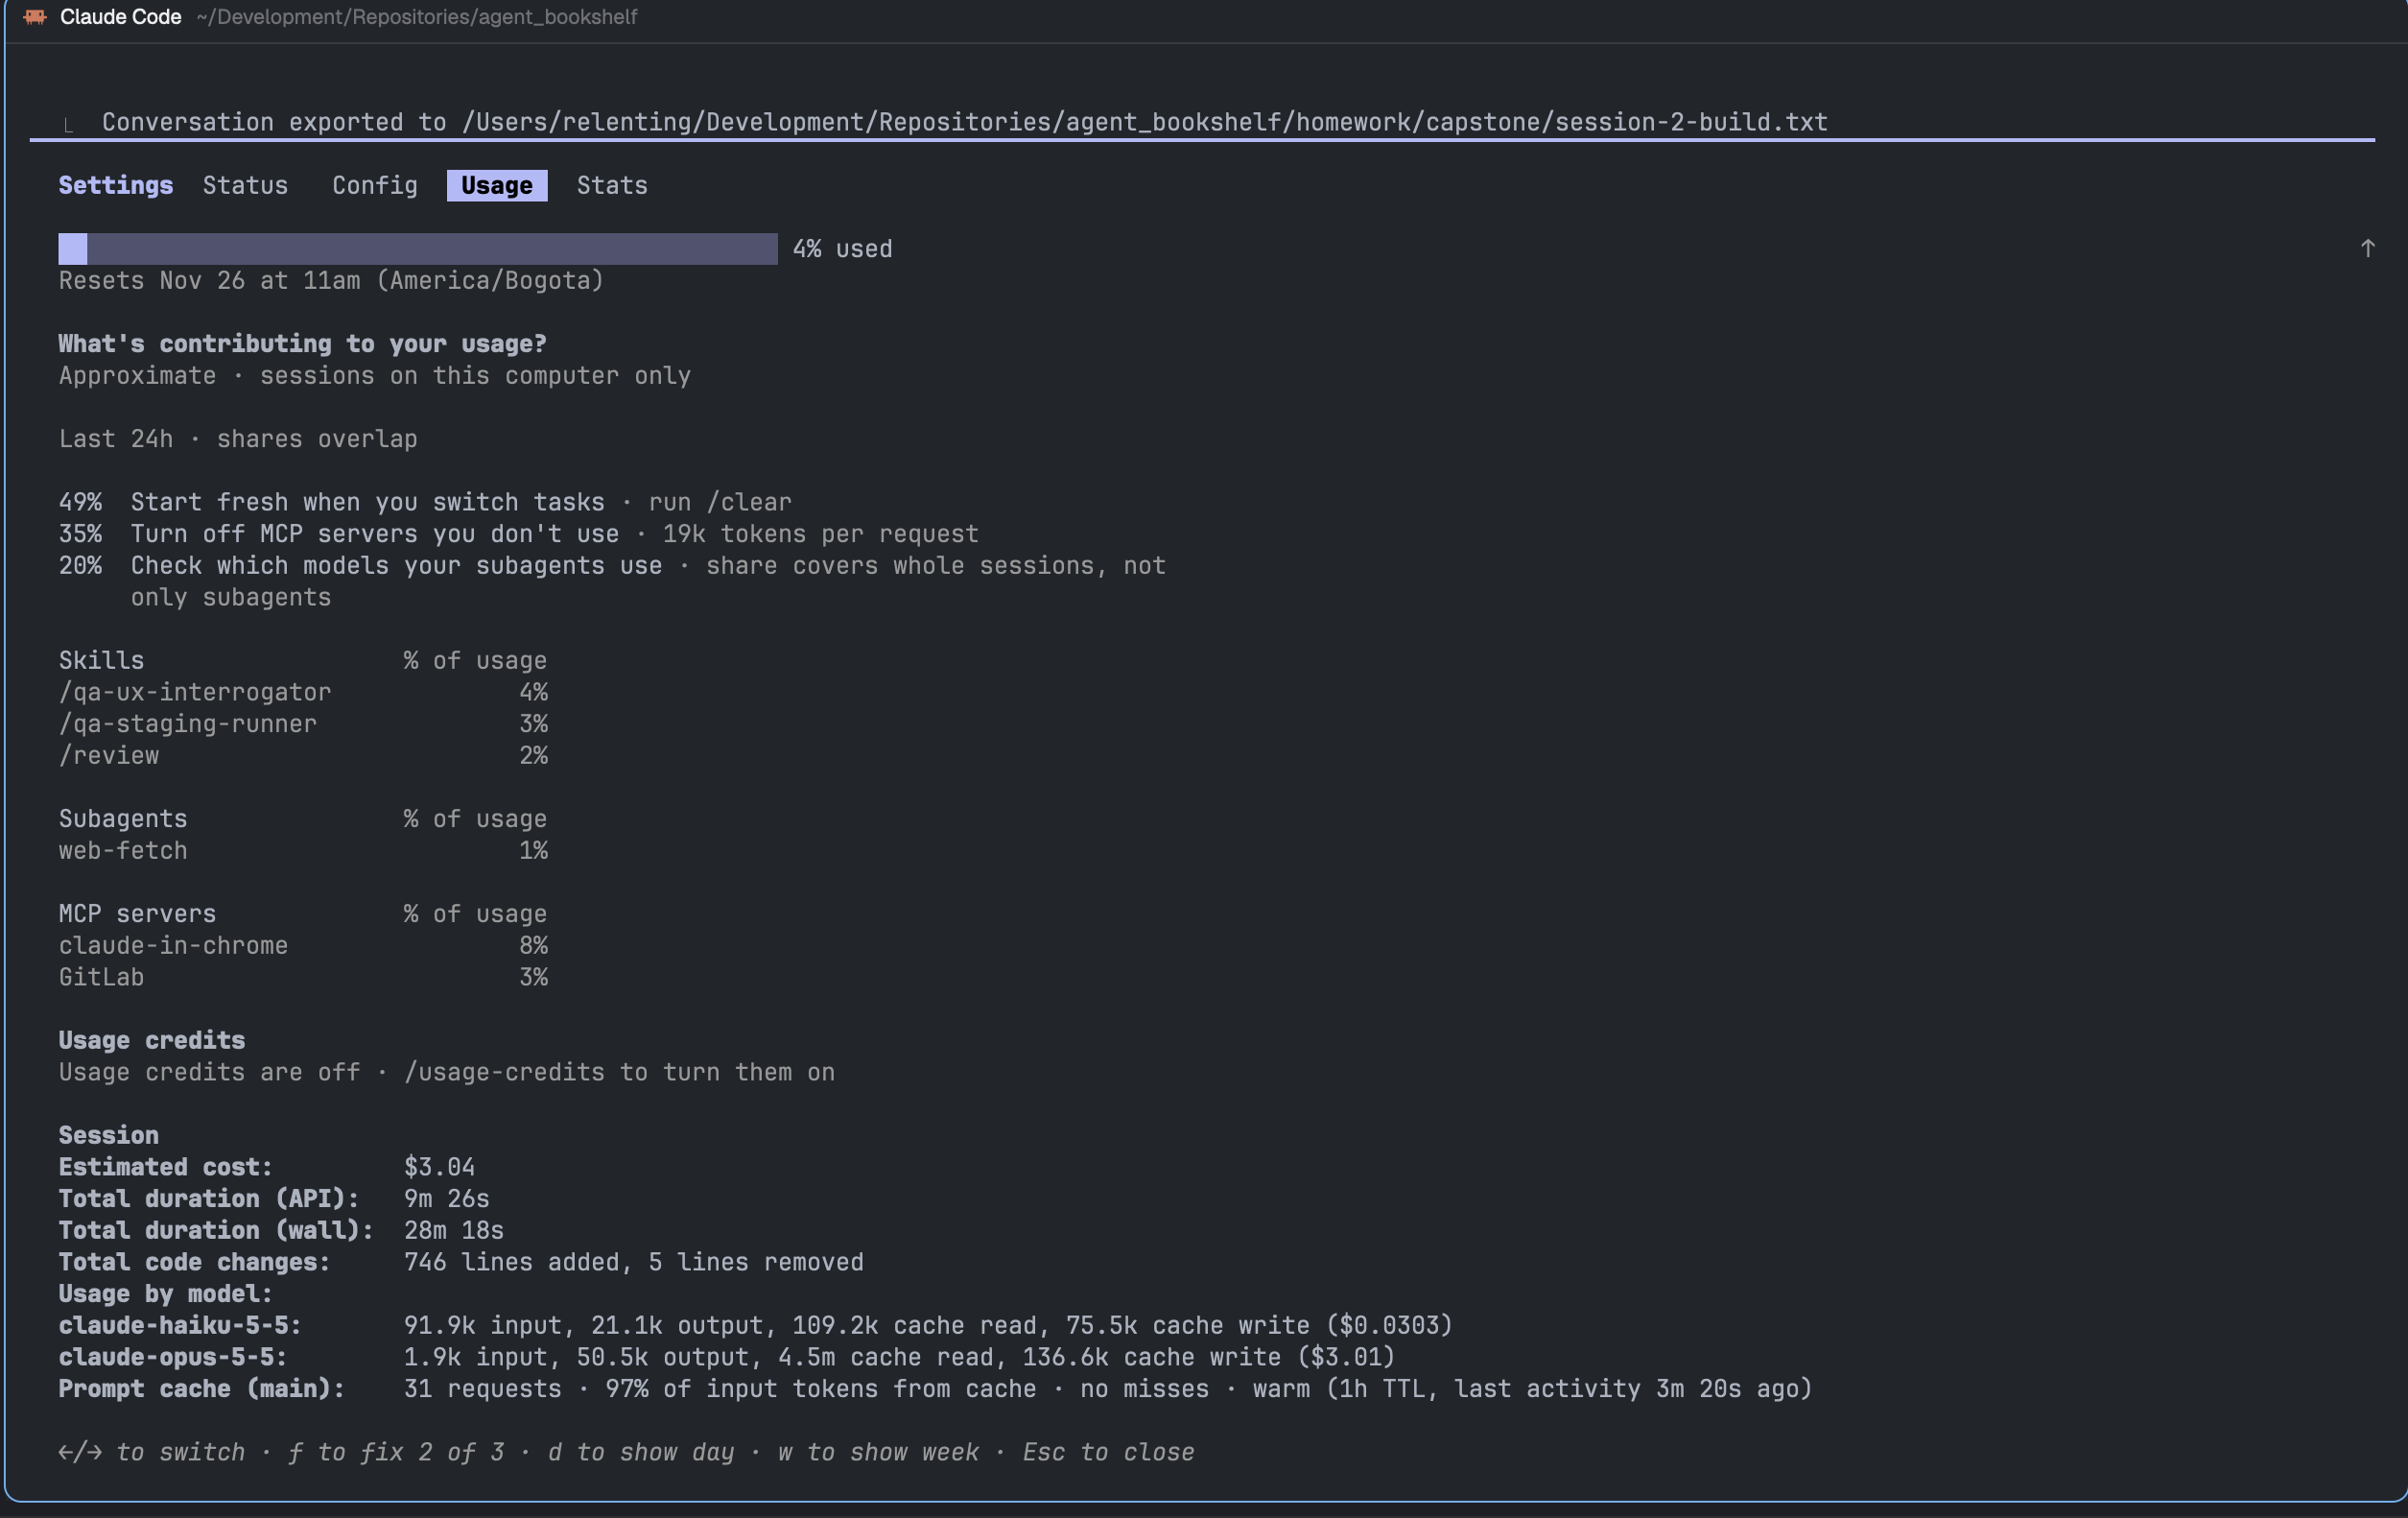 Claude Code ~/Development/Repositories/agent_bookshelf
└ Conversation exported to /Users/relenting/Development/Repositories/agent_bookshelf/homework/capstone/session-2-build.txt
Settings Status Config Usage Stats
4% used ↑
Resets Nov 26 at 11am (America/Bogota)
What's contributing to your usage?
Approximate · sessions on this computer only
Last 24h · shares overlap
49% Start fresh when you switch tasks · run /clear
35% Turn off MCP servers you don't use · 19k tokens per request
20% Check which models your subagents use · share covers whole sessions, not
only subagents
Skills % of usage
/qa-ux-interrogator 4%
/qa-staging-runner 3%
/review 2%
Subagents % of usage
web-fetch 1%
MCP servers % of usage
claude-in-chrome 8%
GitLab 3%
Usage credits
Usage credits are off · /usage-credits to turn them on
Session
Estimated cost: $3.04
Total duration (API): 9m 26s
Total duration (wall): 28m 18s
Total code changes: 746 lines added, 5 lines removed
Usage by model:
claude-haiku-5-5: 91.9k input, 21.1k output, 109.2k cache read, 75.5k cache write ($0.0303)
claude-opus-5-5: 1.9k input, 50.5k output, 4.5m cache read, 136.6k cache write ($3.01)
Prompt cache (main): 31 requests · 97% of input tokens from cache · no misses · warm (1h TTL, last activity 3m 20s ago)
←/→ to switch · f to fix 2 of 3 · d to show day · w to show week · Esc to close